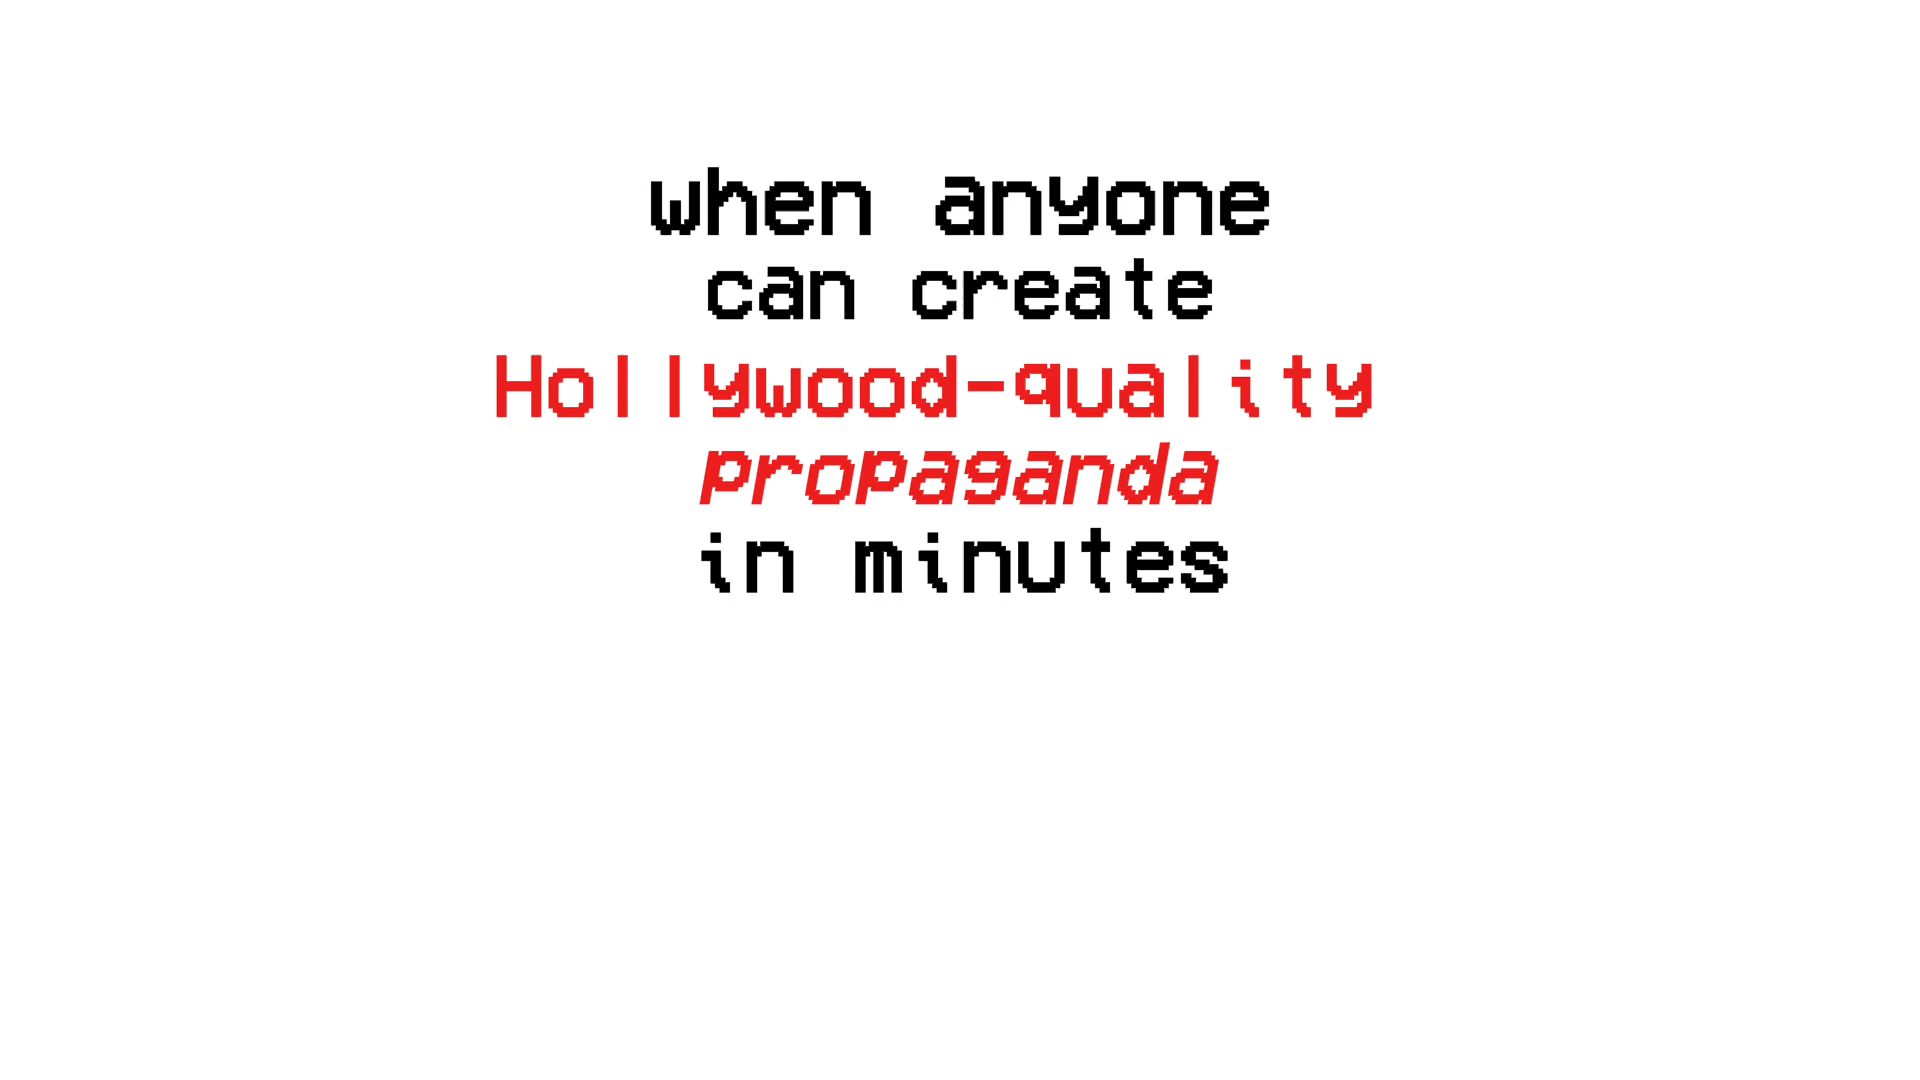 when anyone
can create
Hollywood-quality
propaganda
in minutes